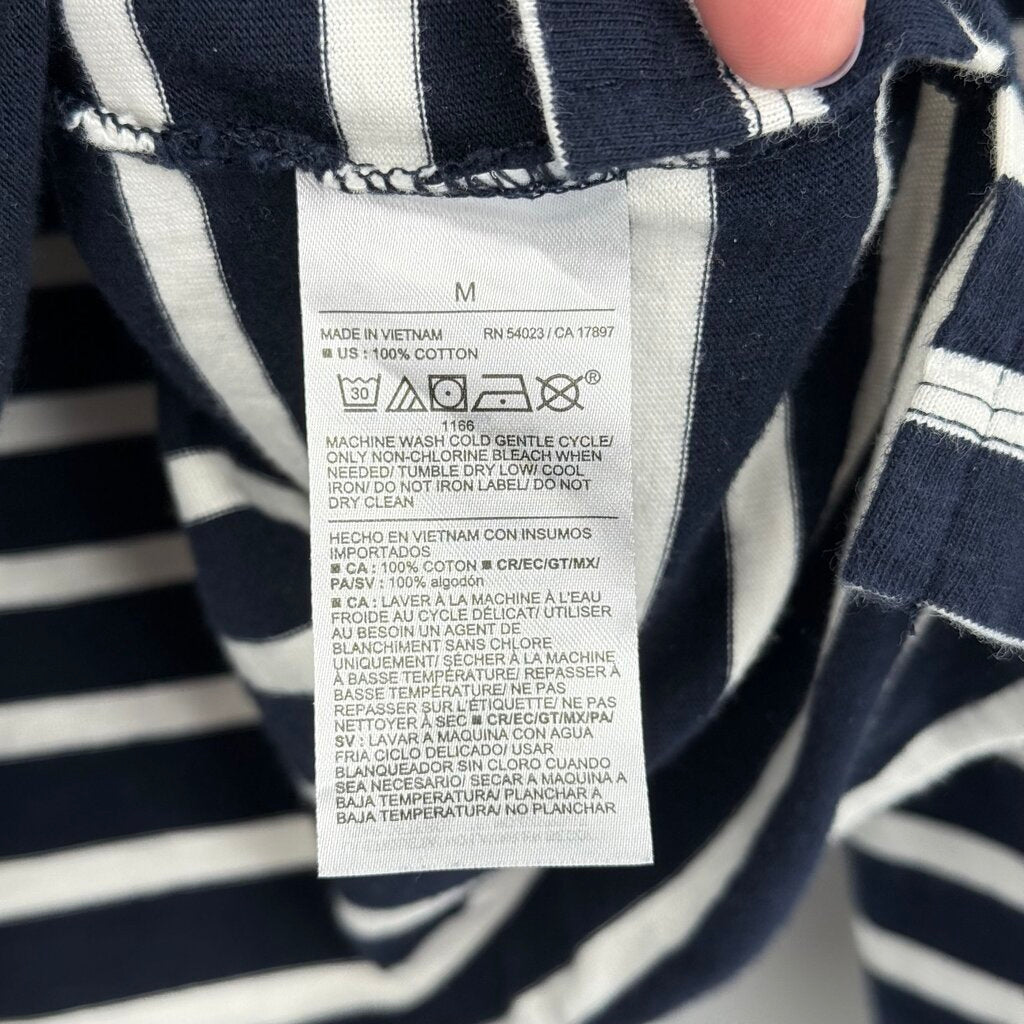 M
MADE IN VIETNAM RN 54023 / CA 17897
US : 100% COTTON
30 ®
1166
MACHINE WASH COLD GENTLE CYCLE/
ONLY NON-CHLORINE BLEACH WHEN
NEEDED/ TUMBLE DRY LOW/ COOL
IRON/ DO NOT IRON LABEL/ DO NOT
DRY CLEAN
HECHO EN VIETNAM CON INSUMOS
IMPORTADOS
■ CA : 100% COTON ■ CR/EC/GT/MX/
PA/SV : 100% algodón
■ CA : LAVER À LA MACHINE À L'EAU
FROIDE AU CYCLE DÉLICAT/ UTILISER
AU BESOIN UN AGENT DE
BLANCHIMENT SANS CHLORE
UNIQUEMENT/ SÉCHER À LA MACHINE
À BASSE TEMPÉRATURE/ REPASSER À
BASSE TEMPÉRATURE/ NE PAS
REPASSER SUR L'ÉTIQUETTE/ NE PAS
NETTOYER À SEC ■ CR/EC/GT/MX/PA/
SV : LAVAR A MAQUINA CON AGUA
FRIA CICLO DELICADO/ USAR
BLANQUEADOR SIN CLORO CUANDO
SEA NECESARIO/ SECAR A MAQUINA A
BAJA TEMPERATURA/ PLANCHAR A
BAJA TEMPERATURA/ NO PLANCHAR